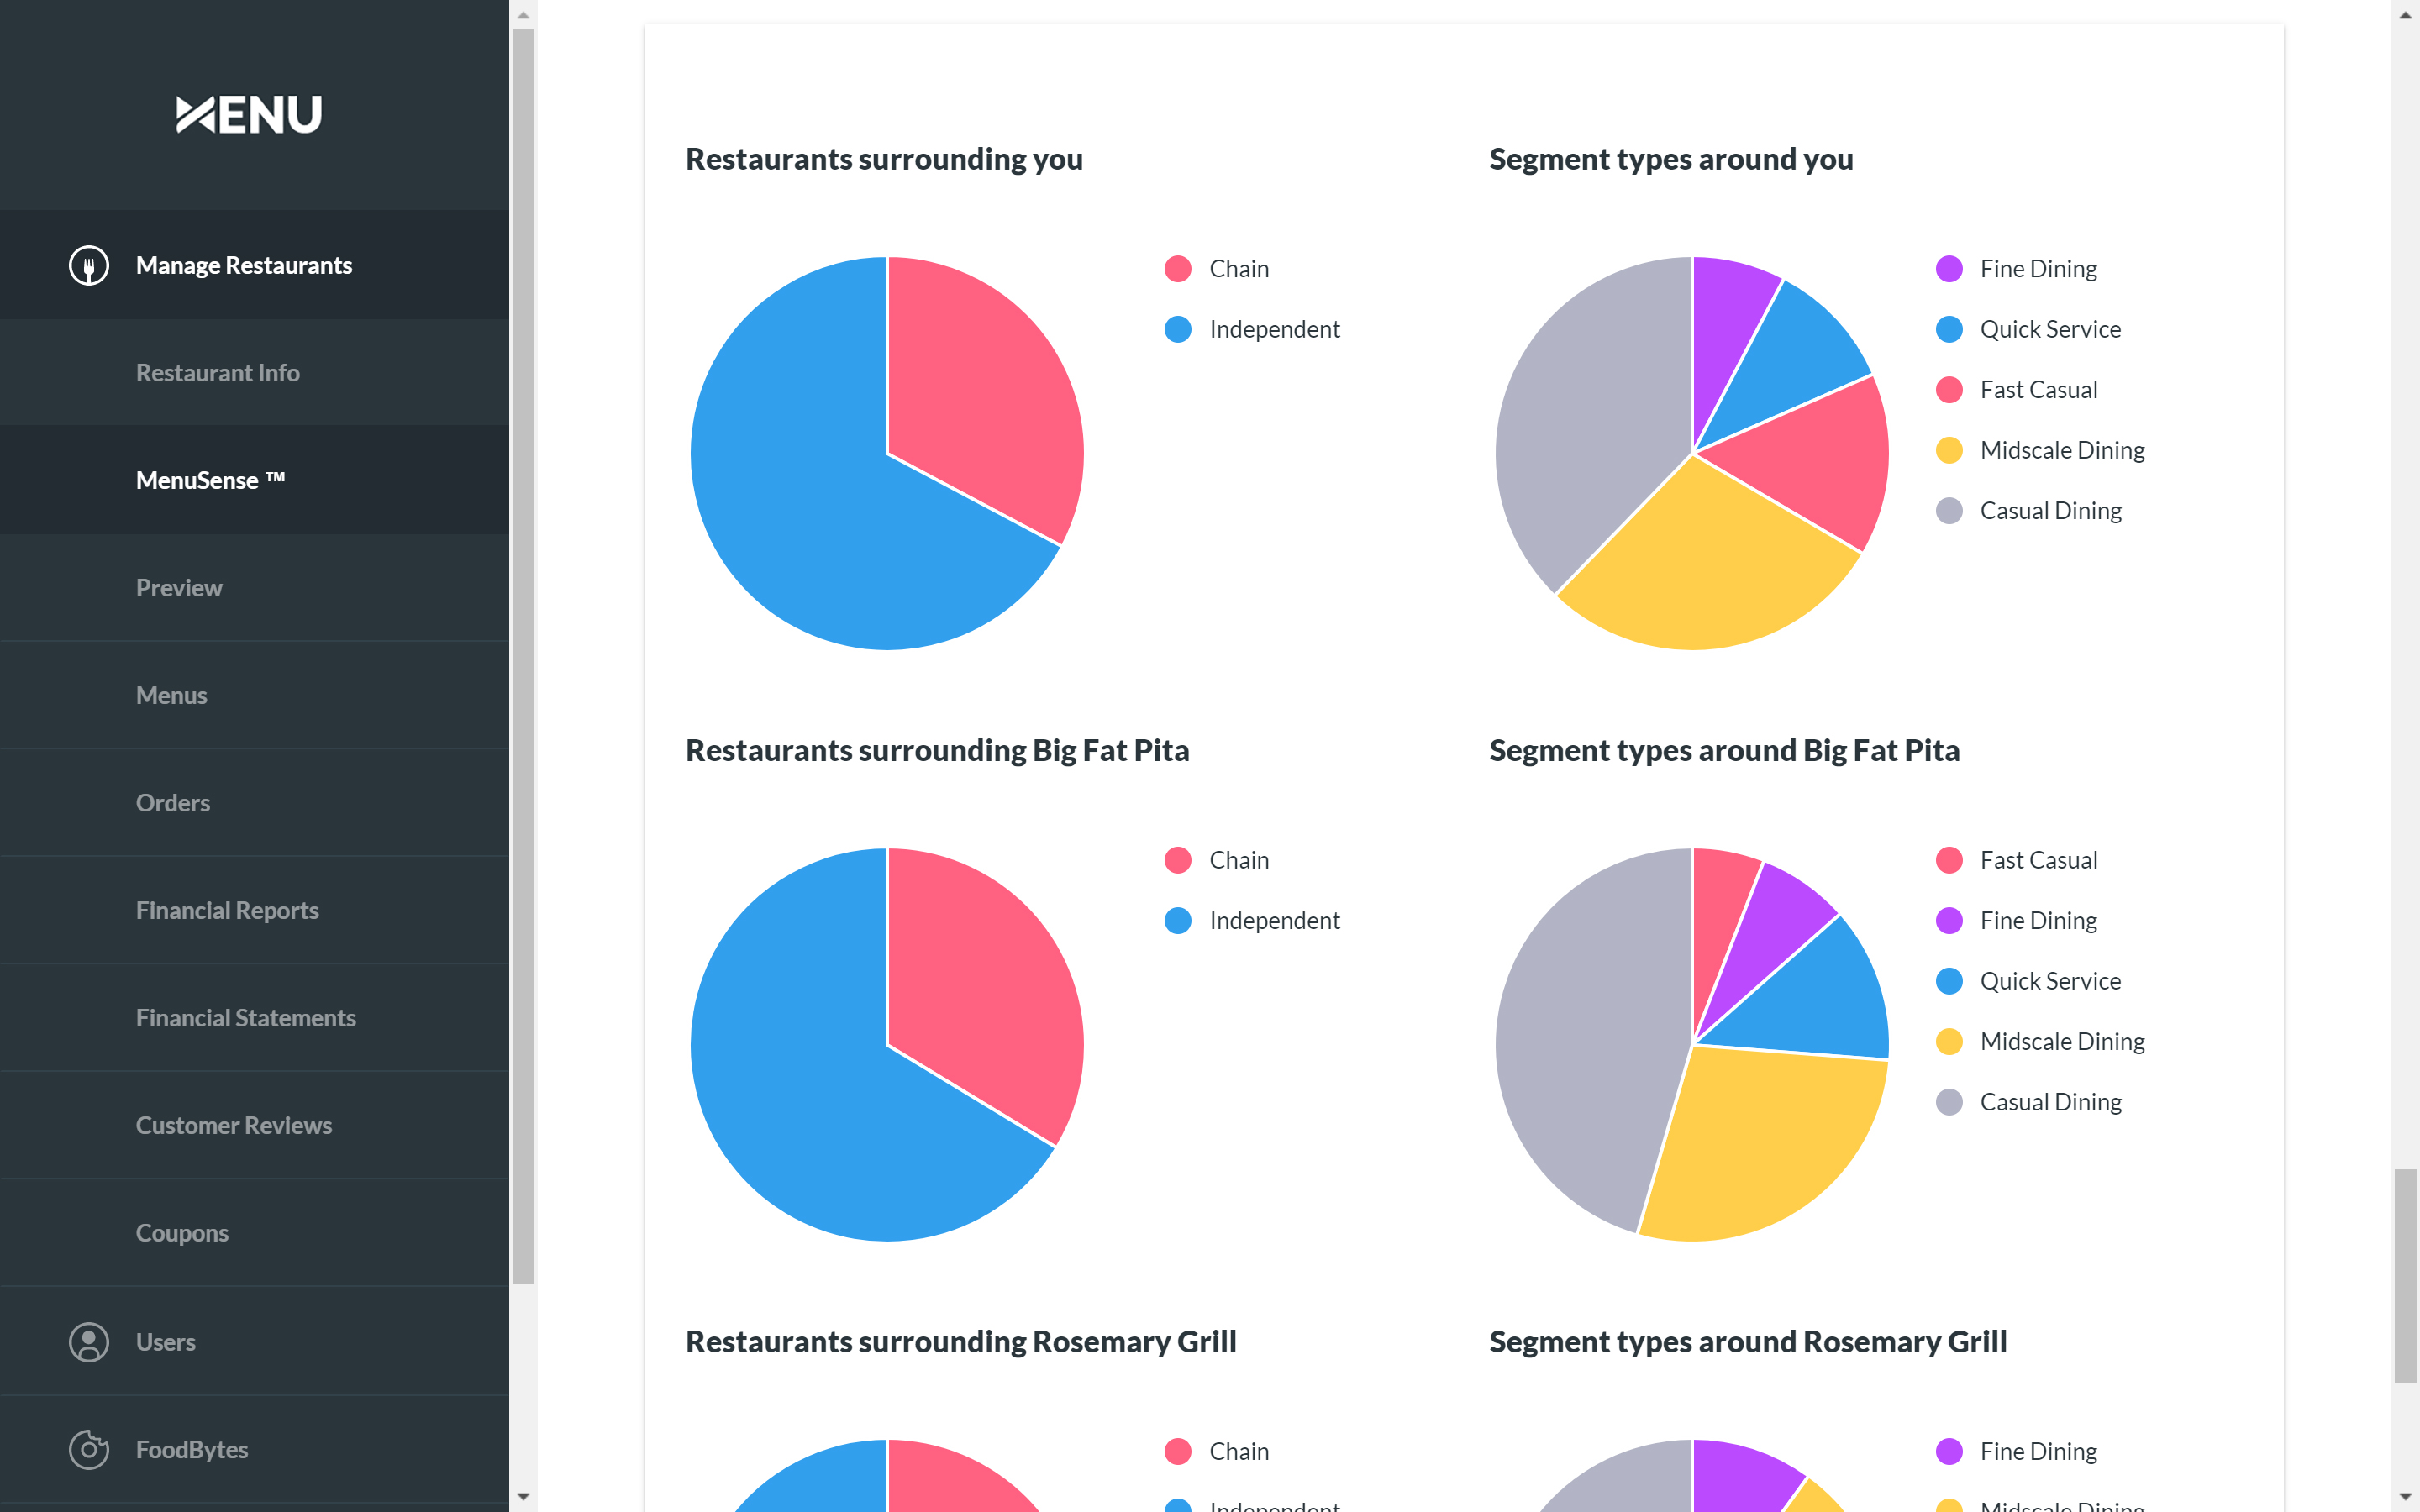 MENU
Manage Restaurants
Restaurant Info
MenuSense ™
Preview
Menus
Orders
Financial Reports
Financial Statements
Customer Reviews
Coupons
Users
FoodBytes
Restaurants surrounding you
Chain
Independent
Segment types around you
Fine Dining
Quick Service
Fast Casual
Midscale Dining
Casual Dining
Restaurants surrounding Big Fat Pita
Chain
Independent
Segment types around Big Fat Pita
Fast Casual
Fine Dining
Quick Service
Midscale Dining
Casual Dining
Restaurants surrounding Rosemary Grill
Chain
Independent
Segment types around Rosemary Grill
Fine Dining
Midscale Dining